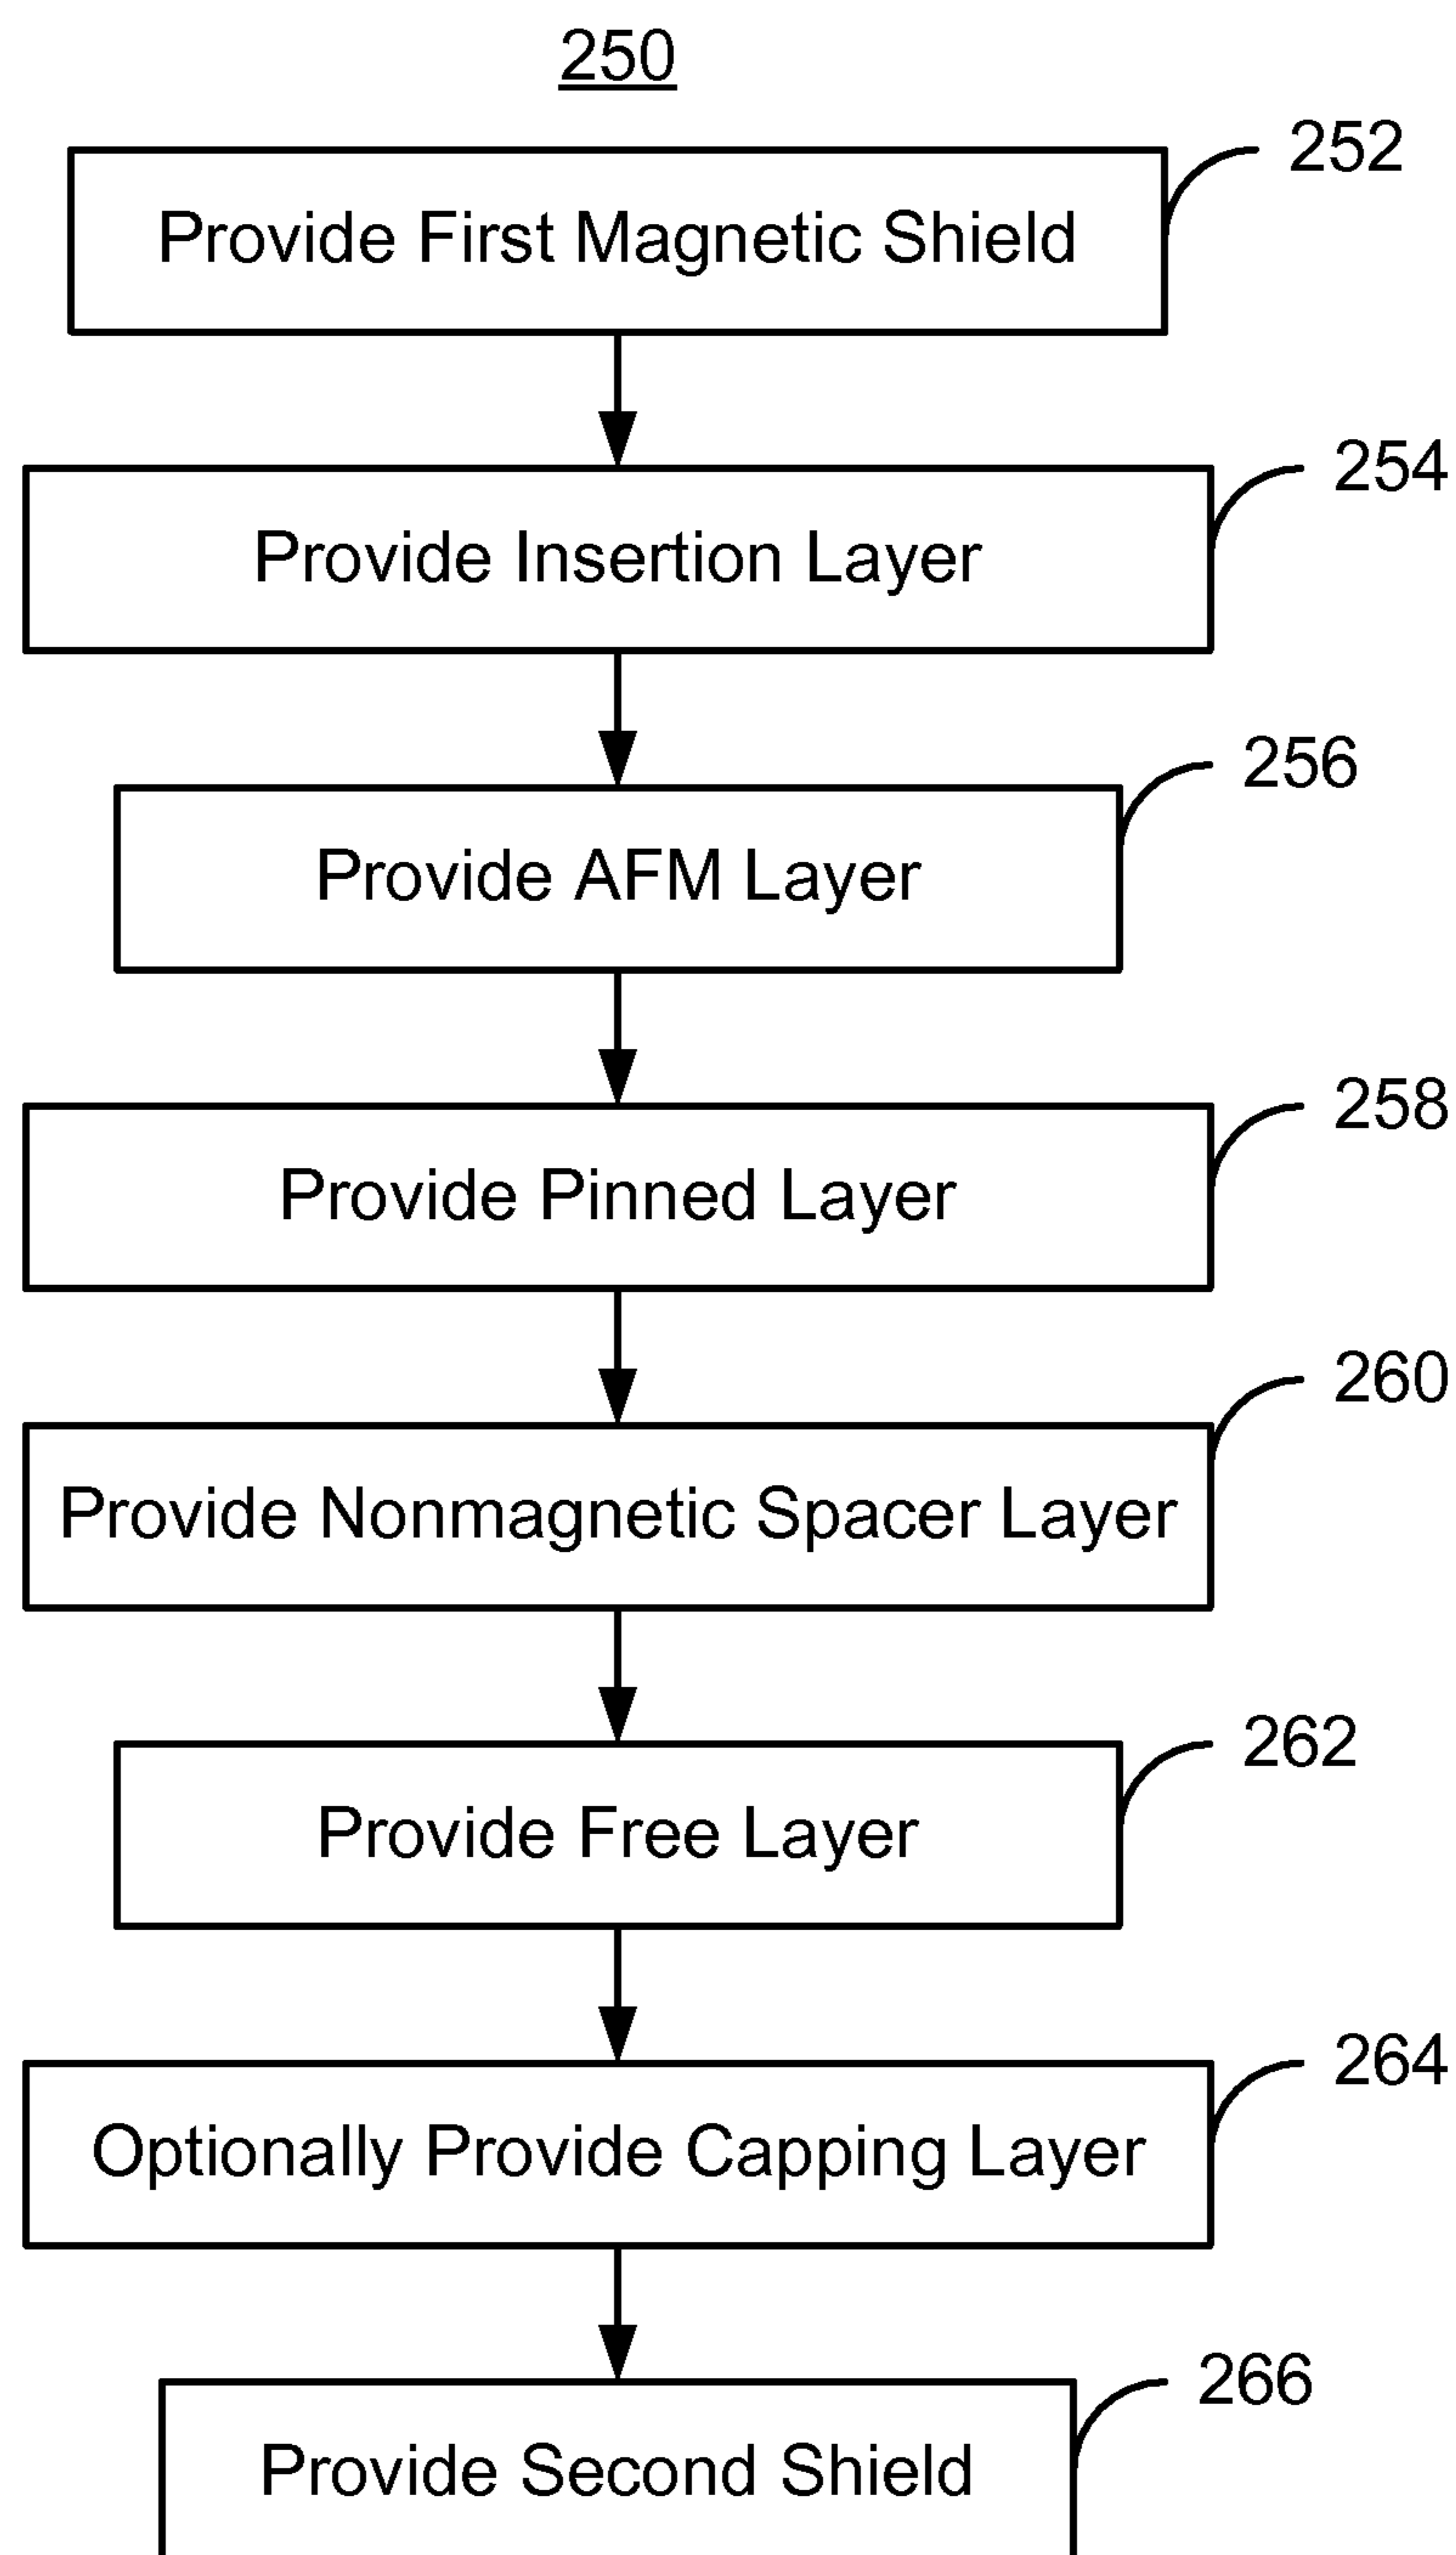 250
252
Provide First Magnetic Shield
254
Provide Insertion Layer
256
Provide AFM Layer
258
Provide Pinned Layer
260
Provide Nonmagnetic Spacer Layer
262
Provide Free Layer
264
Optionally Provide Capping Layer
266
Provide Second Shield